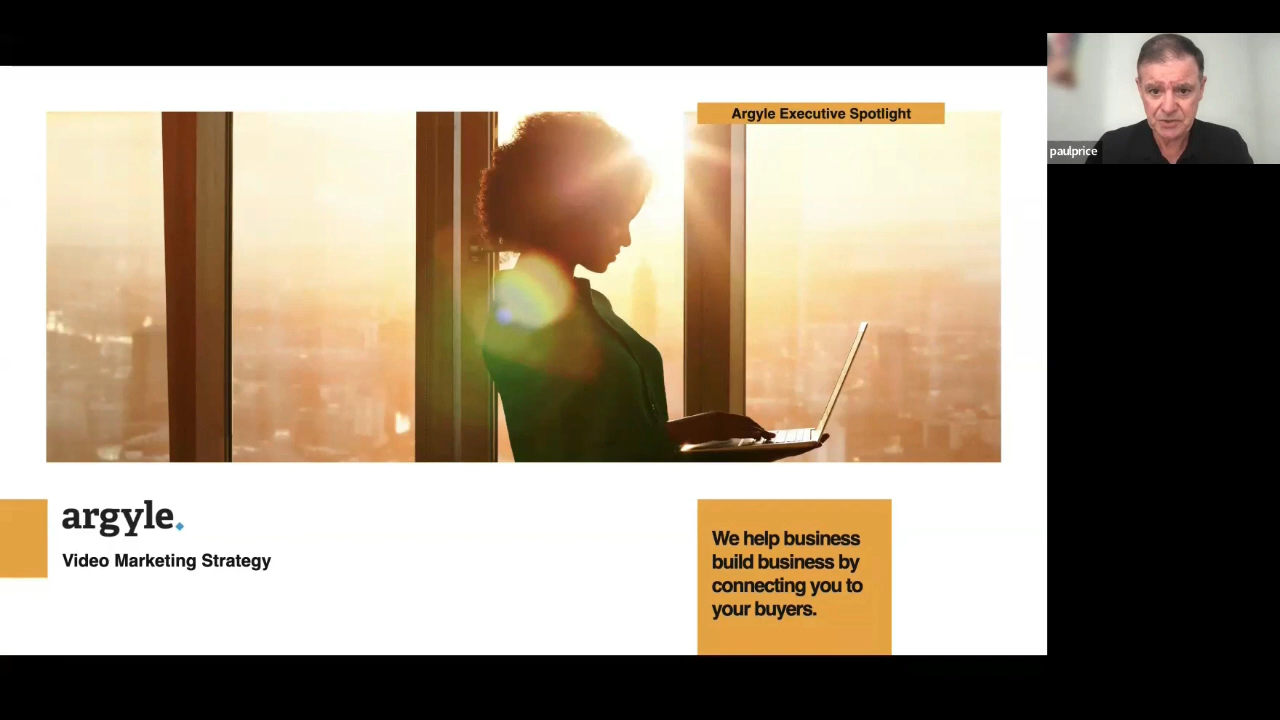 Argyle Executive Spotlight
paulprice
argyle.
Video Marketing Strategy
We help business
build business by
connecting you to
your buyers.